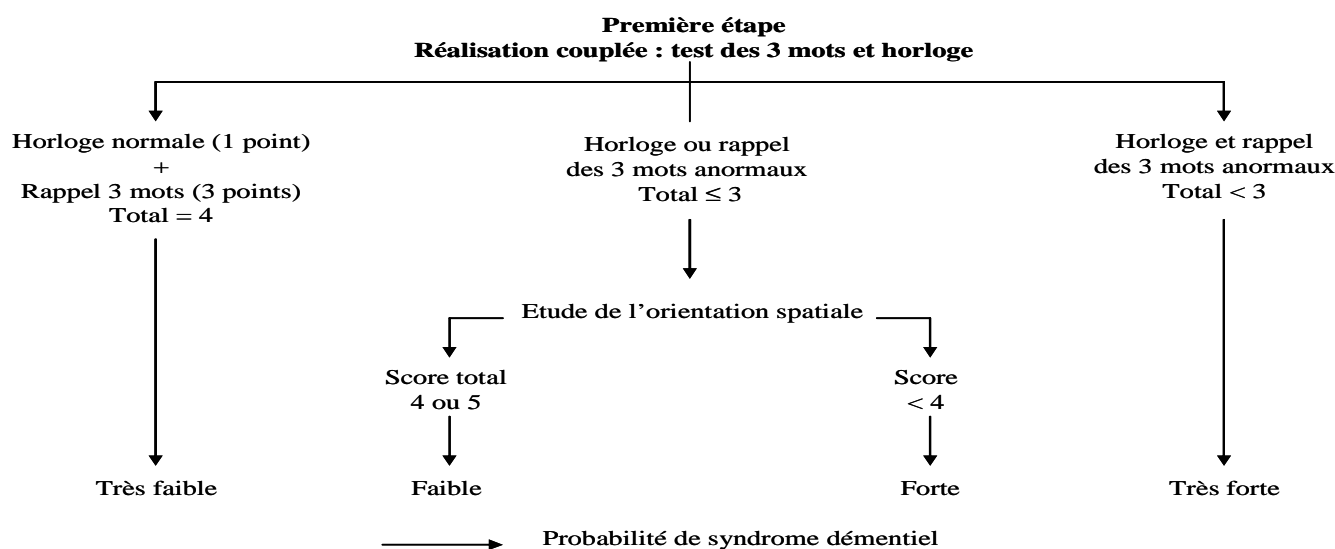 Première étape
Réalisation couplée : test des 3 mots et horloge
Horloge normale (1 point)
+
Rappel 3 mots (3 points)
Total = 4
Horloge ou rappel
des 3 mots anormaux
Total ≤ 3
Horloge et rappel
des 3 mots anormaux
Total < 3
Etude de l’orientation spatiale
Score total
4 ou 5
Score
< 4
Très faible
Faible
Forte
Très forte
Probabilité de syndrome démentiel